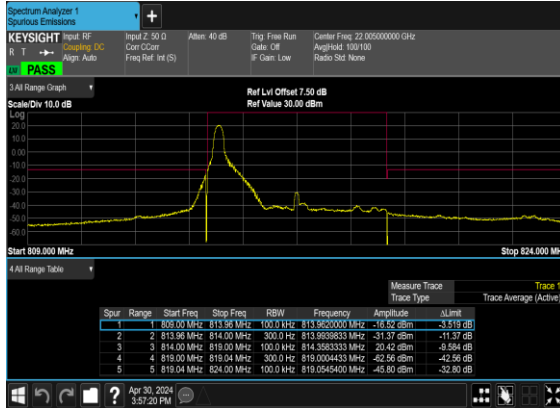 Spectrum Analyzer 1
Spurious Emissions
+
KEYSIGHT Input: RF Input Z: 50 Ω Atten: 40 dB Trig: Free Run Center Freq: 22.005000000 GHz
R T Coupling: DC Corr CCorr Gate: Off Avg|Hold: 100/100
Align: Auto Freq Ref: Int (S) IF Gain: Low Radio Std: None
PASS
3 All Range Graph
Ref Lvl Offset 7.50 dB
Scale/Div 10.0 dB Ref Value 30.00 dBm
Log
20.0
10.0
0.00
-10.0
-20.0
-30.0
-40.0
-50.0
-60.0
Start 809.000 MHz Stop 824.000 MH
4 All Range Table
Measure Trace Trace 1
Trace Type Trace Average (Active)
Spur Range Start Freq Stop Freq RBW Frequency Amplitude ΔLimit
1 1 809.00 MHz 813.96 MHz 100.0 kHz 813.9620000 MHz -16.52 dBm -3.519 dB
2 2 813.96 MHz 814.00 MHz 300.0 Hz 813.9939833 MHz -31.37 dBm -11.37 dB
3 3 814.00 MHz 819.00 MHz 100.0 kHz 814.3583333 MHz 20.42 dBm -9.584 dB
4 4 819.00 MHz 819.04 MHz 300.0 Hz 819.0004433 MHz -62.56 dBm -42.56 dB
5 5 819.04 MHz 824.00 MHz 100.0 kHz 819.0545400 MHz -45.80 dBm -32.80 dB
? Apr 30, 2024
3:57:20 PM